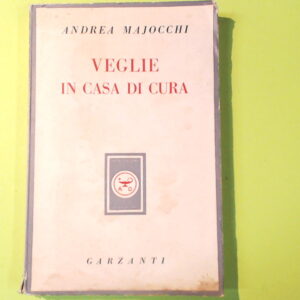 ANDREA MAJOCCHI
VEGLIE
IN CASA DI CURA
GARZANTI